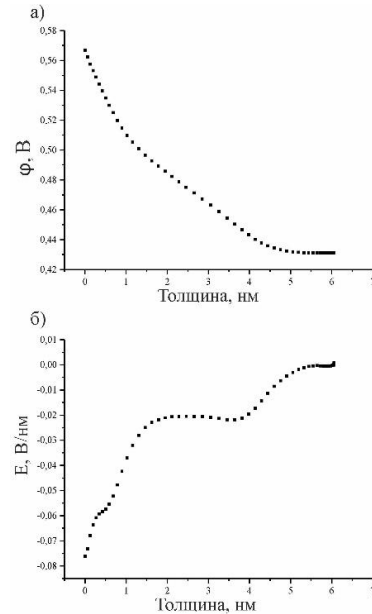 а)
0,58
0,56
0,54
0,52
0,50
0,48
0,46
0,44
0,42
φ, В
0 1 2 3 4 5 6 7
Толщина, нм
б)
0,01
0,00
-0,01
-0,02
-0,03
-0,04
-0,05
-0,06
-0,07
-0,08
E, В/нм
0 1 2 3 4 5 6 7
Толщина, нм